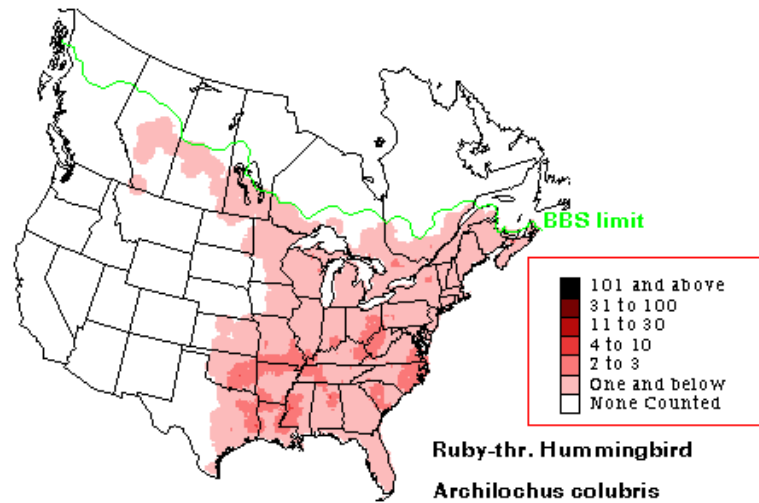 BBS limit
101 and above
31 to 100
11 to 30
4 to 10
2 to 3
One and below
None Counted
Ruby-thr. Hummingbird
Archilochus colubris